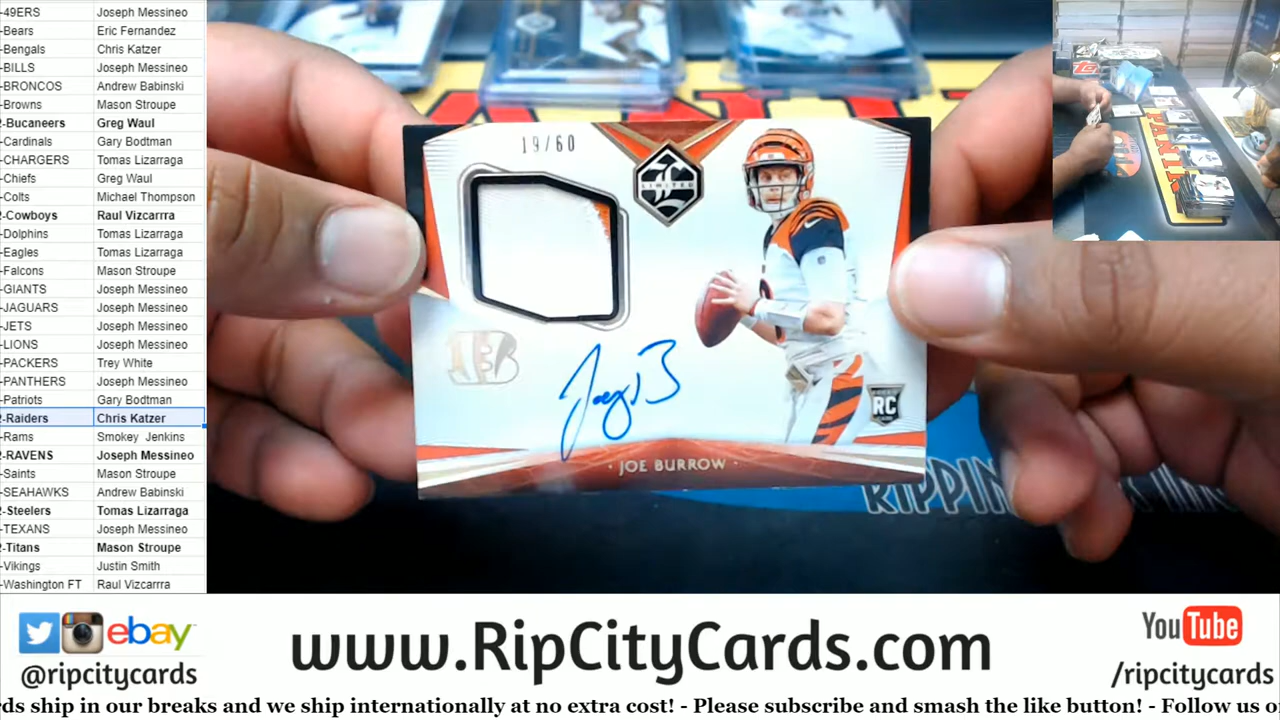 -49ERS Joseph Messineo
-Bears Eric Fernandez
-Bengals Chris Katzer
-BILLS Joseph Messineo
-BRONCOS Andrew Babinski
-Browns Mason Stroupe
-Bucaneers Greg Waul
-Cardinals Gary Bodtman
-CHARGERS Tomas Lizarraga
-Chiefs Greg Waul
-Colts Michael Thompson
-Cowboys Raul Vizcarrra
-Dolphins Tomas Lizarraga
-Eagles Tomas Lizarraga
-Falcons Mason Stroupe
-GIANTS Joseph Messineo
-JAGUARS Joseph Messineo
-JETS Joseph Messineo
-LIONS Joseph Messineo
-PACKERS Trey White
-PANTHERS Joseph Messineo
-Patriots Gary Bodtman
-Raiders Chris Katzer
-Rams Smokey Jenkins
-RAVENS Joseph Messineo
-Saints Mason Stroupe
-SEAHAWKS Andrew Babinski
-Steelers Tomas Lizarraga
-TEXANS Joseph Messineo
-Titans Mason Stroupe
-Vikings Justin Smith
-Washington FT Raul Vizcarrra
19/60
LIMITED
B
RC
· JOE BURROW ·
RIPPIN
PANINI
ebay
@ripcitycards
www.RipCityCards.com
YouTube
/ripcitycards
ds ship in our breaks and we ship internationally at no extra cost! - Please subscribe and smash the like button! - Follow us o